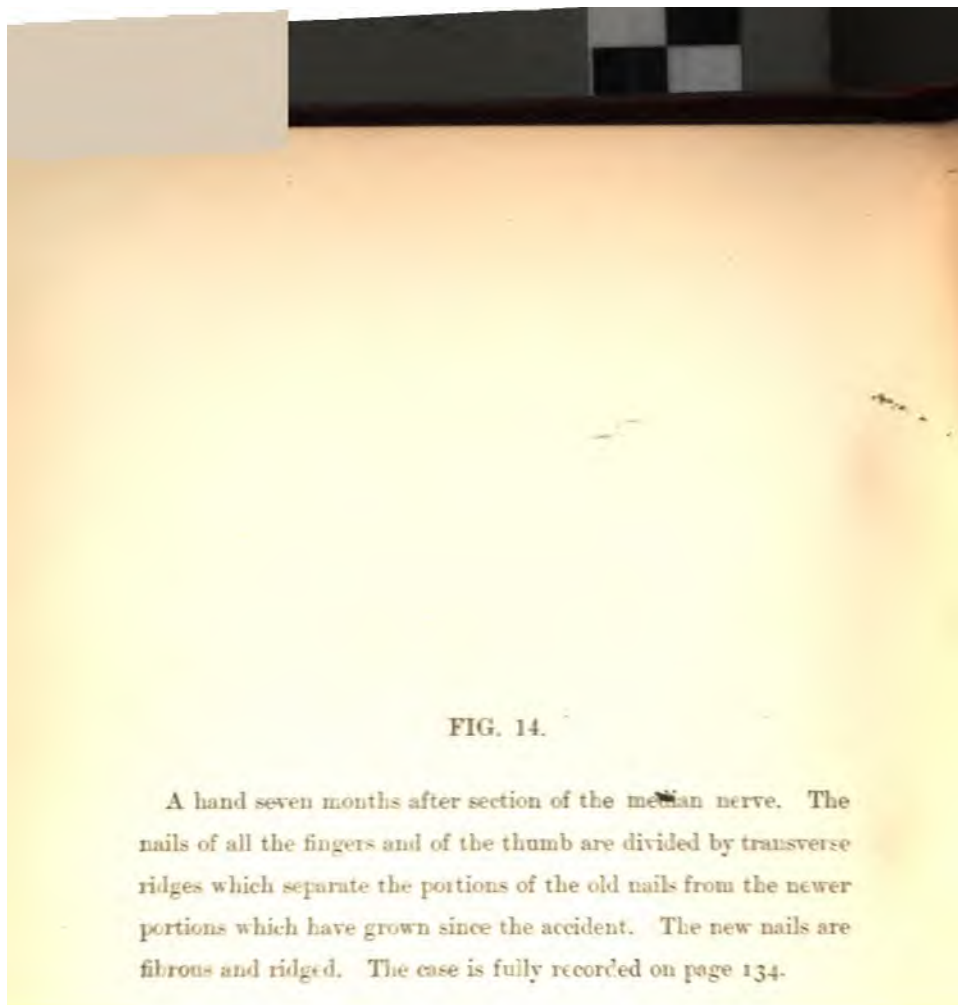 FIG. 14.
A hand seven months after section of the median nerve. The
nails of all the fingers and of the thumb are divided by transverse
ridges which separate the portions of the old nails from the newer
portions which have grown since the accident. The new nails are
fibrous and ridged. The case is fully recorded on page 134.